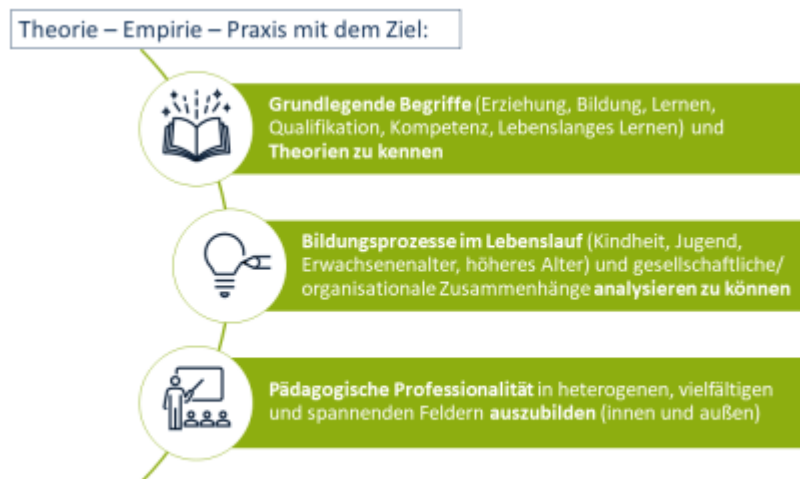 Theorie – Empirie – Praxis mit dem Ziel:
Grundlegende Begriffe (Erziehung, Bildung, Lernen,
Qualifikation, Kompetenz, Lebenslanges Lernen) und
Theorien zu kennen
Bildungsprozesse im Lebenslauf (Kindheit, Jugend,
Erwachsenenalter, höheres Alter) und gesellschaftliche/
organisationale Zusammenhänge analysieren zu können
Pädagogische Professionalität in heterogenen, vielfältigen
und spannenden Feldern auszubilden (innen und außen)